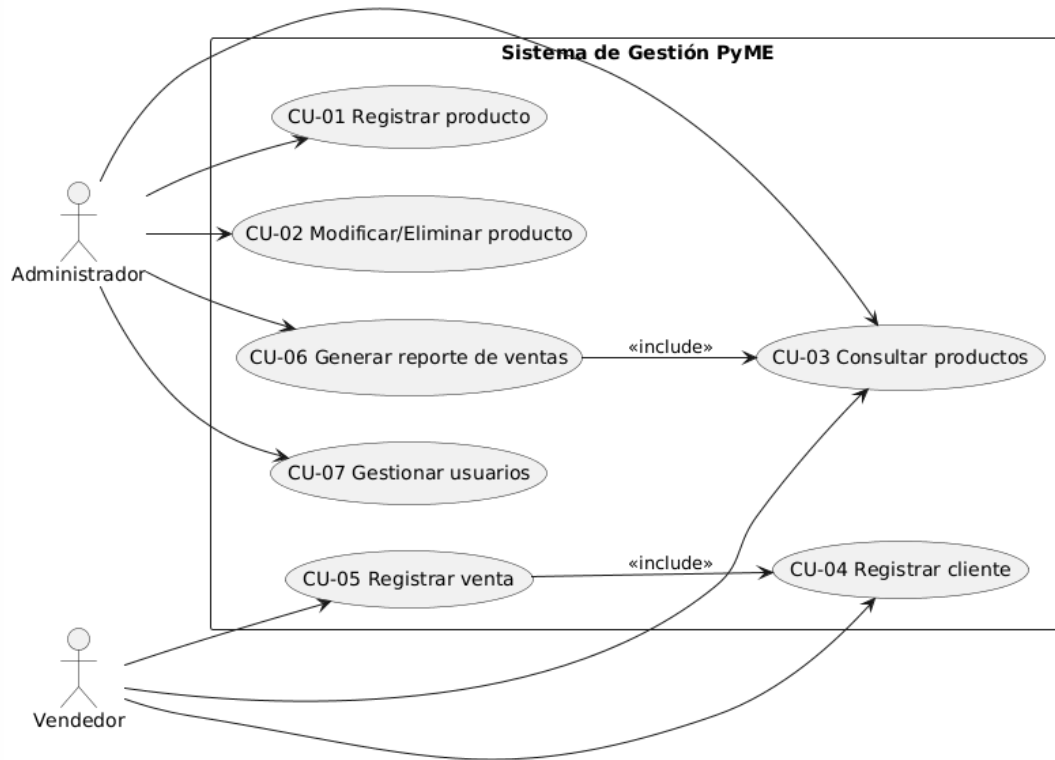 Sistema de Gestión PyME
CU-01 Registrar producto
CU-02 Modificar/Eliminar producto
Administrador
CU-06 Generar reporte de ventas
«include»
CU-03 Consultar productos
CU-07 Gestionar usuarios
CU-05 Registrar venta
«include»
CU-04 Registrar cliente
Vendedor